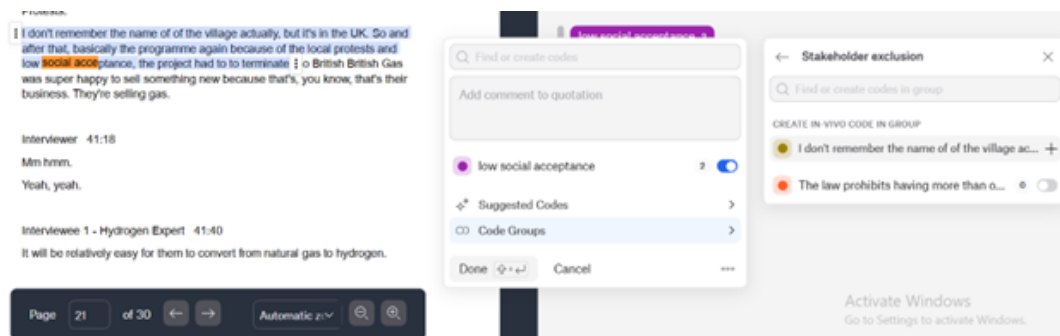 Protests.
I don't remember the name of of the village actually, but it's in the UK. So and
after that, basically the programme again because of the local protests and
low social acceptance, the project had to to terminate o British British Gas
was super happy to sell something new because that's, you know, that's their
business. They're selling gas.
Interviewer 41:18
Mm hmm.
Yeah, yeah.
Interviewee 1 - Hydrogen Expert 41:40
It will be relatively easy for them to convert from natural gas to hydrogen.
Page 21 of 30 Automatic zo
low social acceptance
Find or create codes
Add comment to quotation
low social acceptance 2
Suggested Codes
Code Groups
Done Cancel
Stakeholder exclusion
Find or create codes in group
CREATE IN-VIVO CODE IN GROUP
I don't remember the name of of the village ac...
The law prohibits having more than o... 0
Activate Windows
Go to Settings to activate Windows.